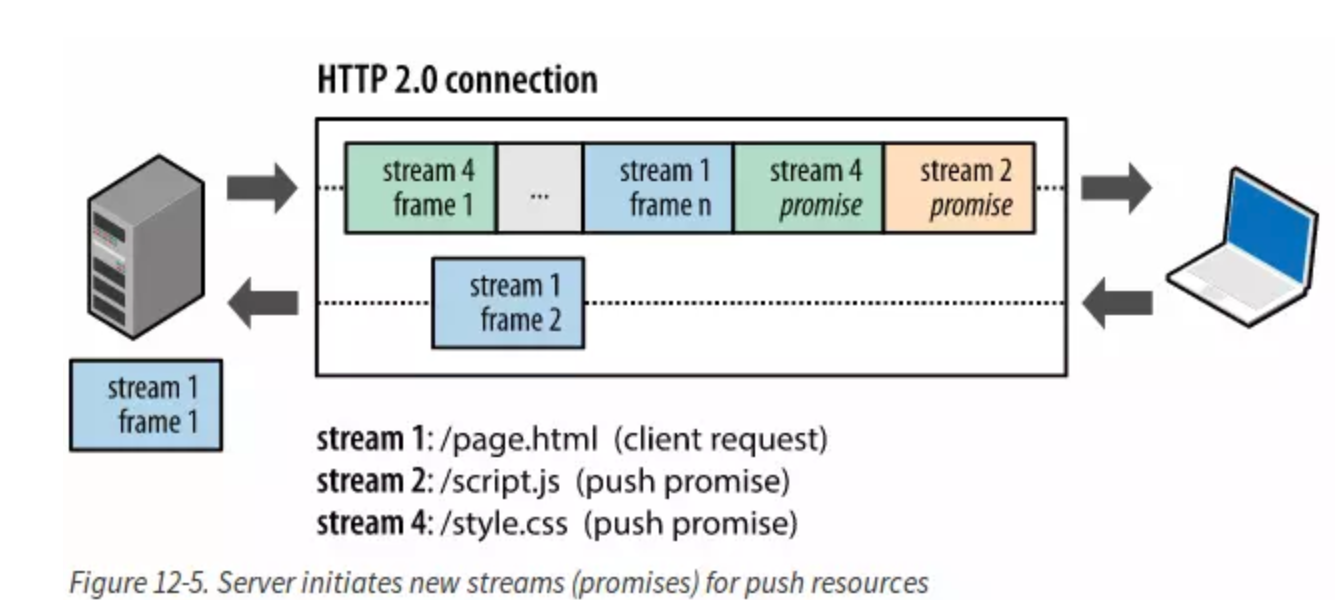 HTTP 2.0 connection
stream 4
frame 1
...
stream 1
frame n
stream 4
promise
stream 2
promise
stream 1
frame 2
stream 1
frame 1
stream 1: /page.html (client request)
stream 2: /script.js (push promise)
stream 4: /style.css (push promise)
Figure 12-5. Server initiates new streams (promises) for push resources